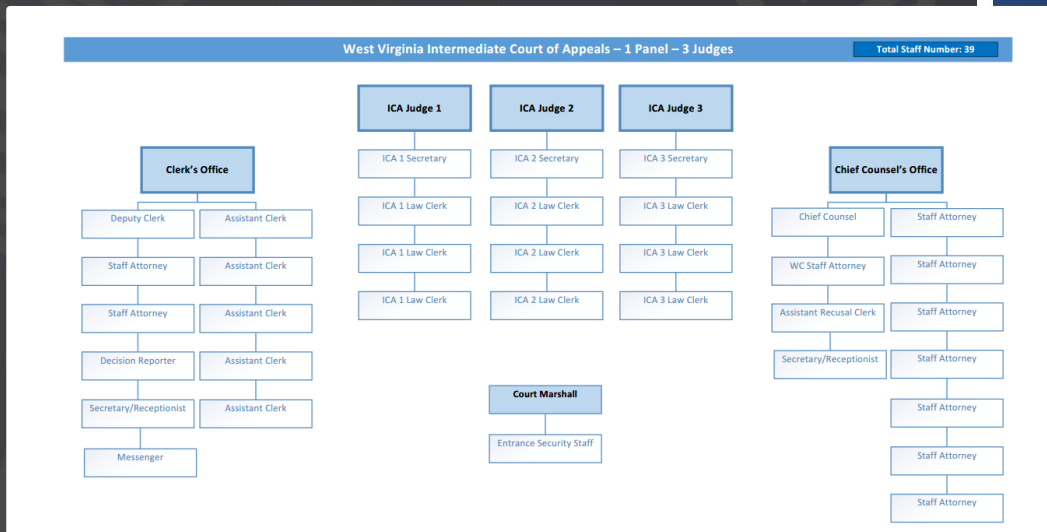 West Virginia Intermediate Court of Appeals – 1 Panel – 3 Judges
Total Staff Number: 39
ICA Judge 1
ICA Judge 2
ICA Judge 3
ICA 1 Secretary
ICA 2 Secretary
ICA 3 Secretary
ICA 1 Law Clerk
ICA 2 Law Clerk
ICA 3 Law Clerk
ICA 1 Law Clerk
ICA 2 Law Clerk
ICA 3 Law Clerk
ICA 1 Law Clerk
ICA 2 Law Clerk
ICA 3 Law Clerk
Clerk's Office
Deputy Clerk
Assistant Clerk
Staff Attorney
Assistant Clerk
Staff Attorney
Assistant Clerk
Decision Reporter
Assistant Clerk
Secretary/Receptionist
Assistant Clerk
Messenger
Court Marshall
Entrance Security Staff
Chief Counsel's Office
Chief Counsel
Staff Attorney
WC Staff Attorney
Staff Attorney
Assistant Recusal Clerk
Staff Attorney
Secretary/Receptionist
Staff Attorney
Staff Attorney
Staff Attorney
Staff Attorney